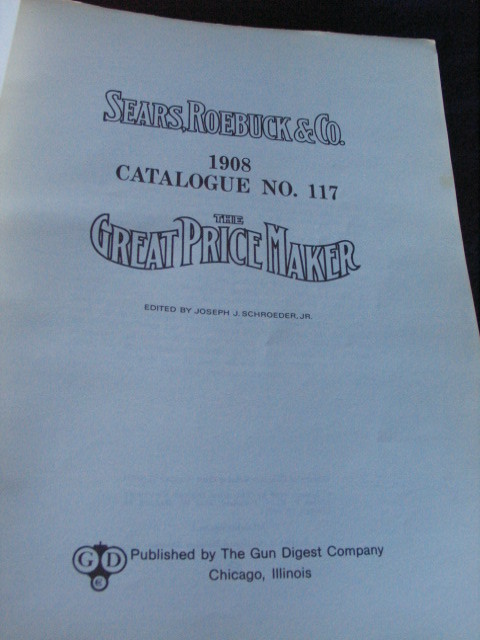 SEARS, ROEBUCK & CO.
1908
CATALOGUE NO. 117
THE
GREAT PRICE MAKER
EDITED BY JOSEPH J. SCHROEDER, JR.
G D Published by The Gun Digest Company
Chicago, Illinois